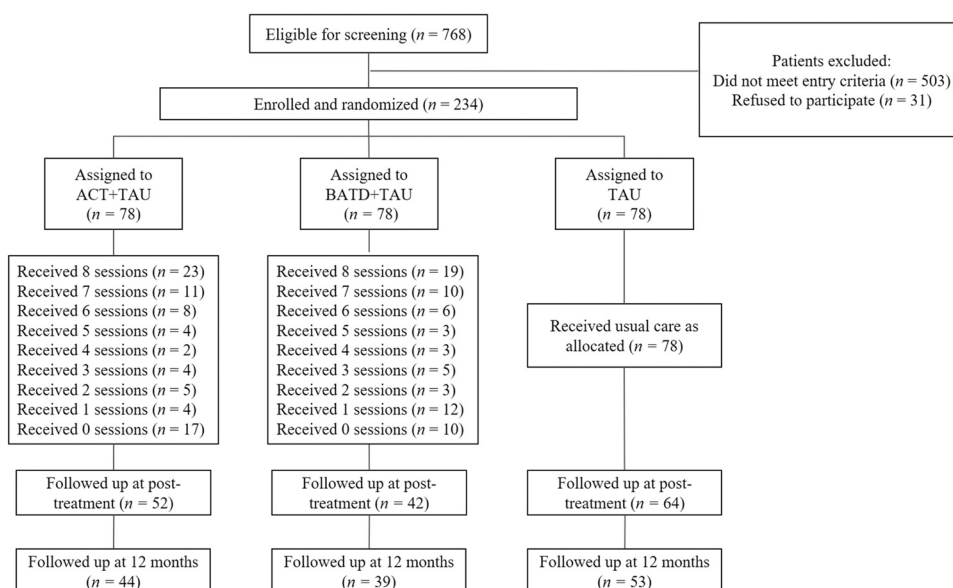 Eligible for screening (n = 768)
Patients excluded:
Did not meet entry criteria (n = 503)
Refused to participate (n = 31)
Enrolled and randomized (n = 234)
Assigned to
ACT+TAU
(n = 78)
Assigned to
BATD+TAU
(n = 78)
Assigned to
TAU
(n = 78)
Received 8 sessions (n = 23)
Received 7 sessions (n = 11)
Received 6 sessions (n = 8)
Received 5 sessions (n = 4)
Received 4 sessions (n = 2)
Received 3 sessions (n = 4)
Received 2 sessions (n = 5)
Received 1 sessions (n = 4)
Received 0 sessions (n = 17)
Received 8 sessions (n = 19)
Received 7 sessions (n = 10)
Received 6 sessions (n = 6)
Received 5 sessions (n = 3)
Received 4 sessions (n = 3)
Received 3 sessions (n = 5)
Received 2 sessions (n = 3)
Received 1 sessions (n = 12)
Received 0 sessions (n = 10)
Received usual care as
allocated (n = 78)
Followed up at post-
treatment (n = 52)
Followed up at post-
treatment (n = 42)
Followed up at post-
treatment (n = 64)
Followed up at 12 months
(n = 44)
Followed up at 12 months
(n = 39)
Followed up at 12 months
(n = 53)